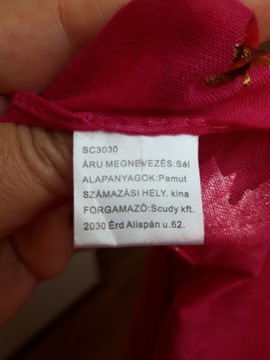 SC3030
ÁRU MEGNEVEZÉS:Sál
ALAPANYAGOK:Pamut
SZÁMAZÁSI HELY. kina
FORGAMAZÓ:Scudy kft.
2030 Érd Alispán u.62.